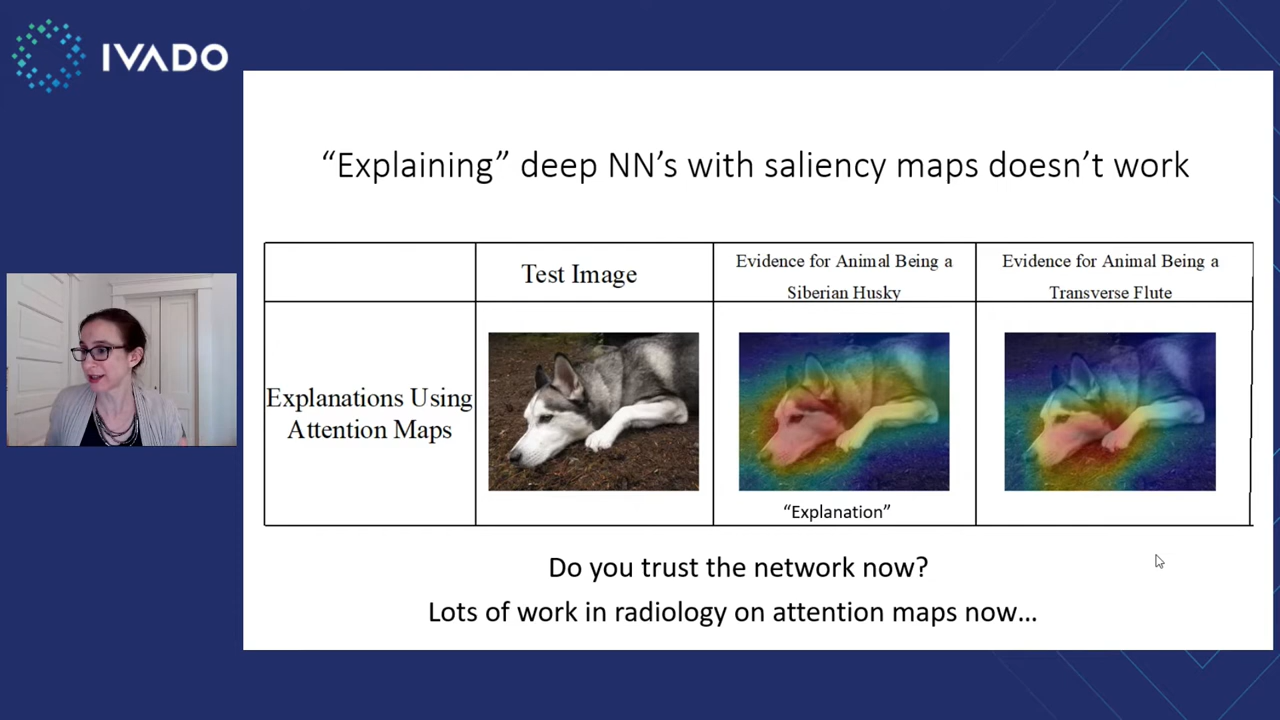 IVADO
“Explaining” deep NN’s with saliency maps doesn’t work
Test Image
Evidence for Animal Being a
Siberian Husky
Evidence for Animal Being a
Transverse Flute
Explanations Using
Attention Maps
“Explanation”
Do you trust the network now?
Lots of work in radiology on attention maps now…